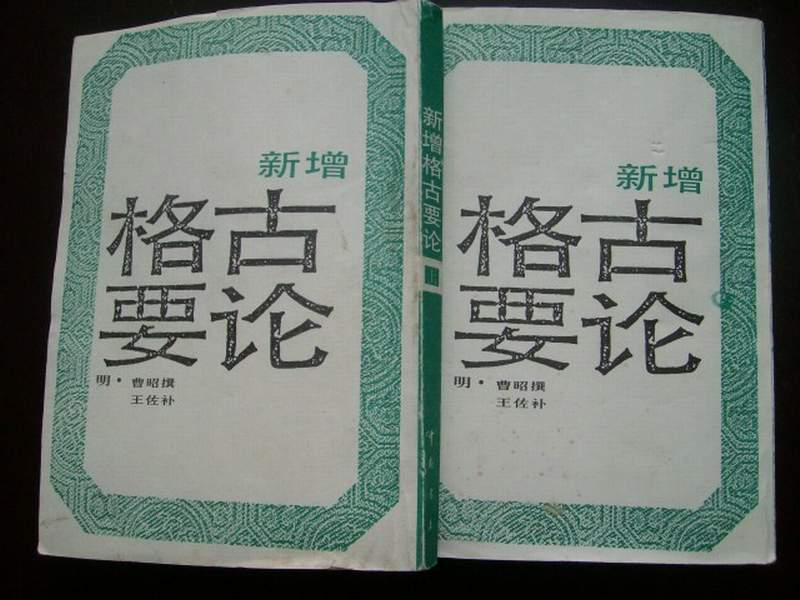 新增
格古
要论
明·曹昭撰
王佐补
新增格古要论
新增
格古
要论
明·曹昭撰
王佐补